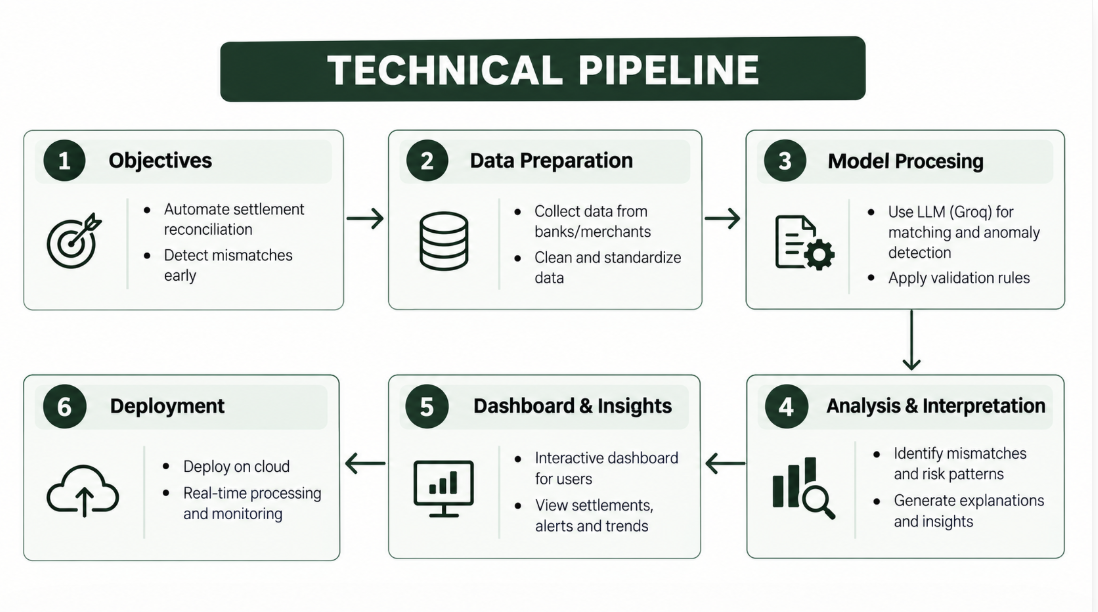 TECHNICAL PIPELINE
1 Objectives
• Automate settlement
reconciliation
• Detect mismatches
early
2 Data Preparation
• Collect data from
banks/merchants
• Clean and standardize
data
3 Model Procesing
• Use LLM (Groq) for
matching and anomaly
detection
• Apply validation rules
4 Analysis & Interpretation
• Identify mismatches
and risk patterns
• Generate explanations
and insights
5 Dashboard & Insights
• Interactive dashboard
for users
• View settlements,
alerts and trends
6 Deployment
• Deploy on cloud
• Real-time processing
and monitoring